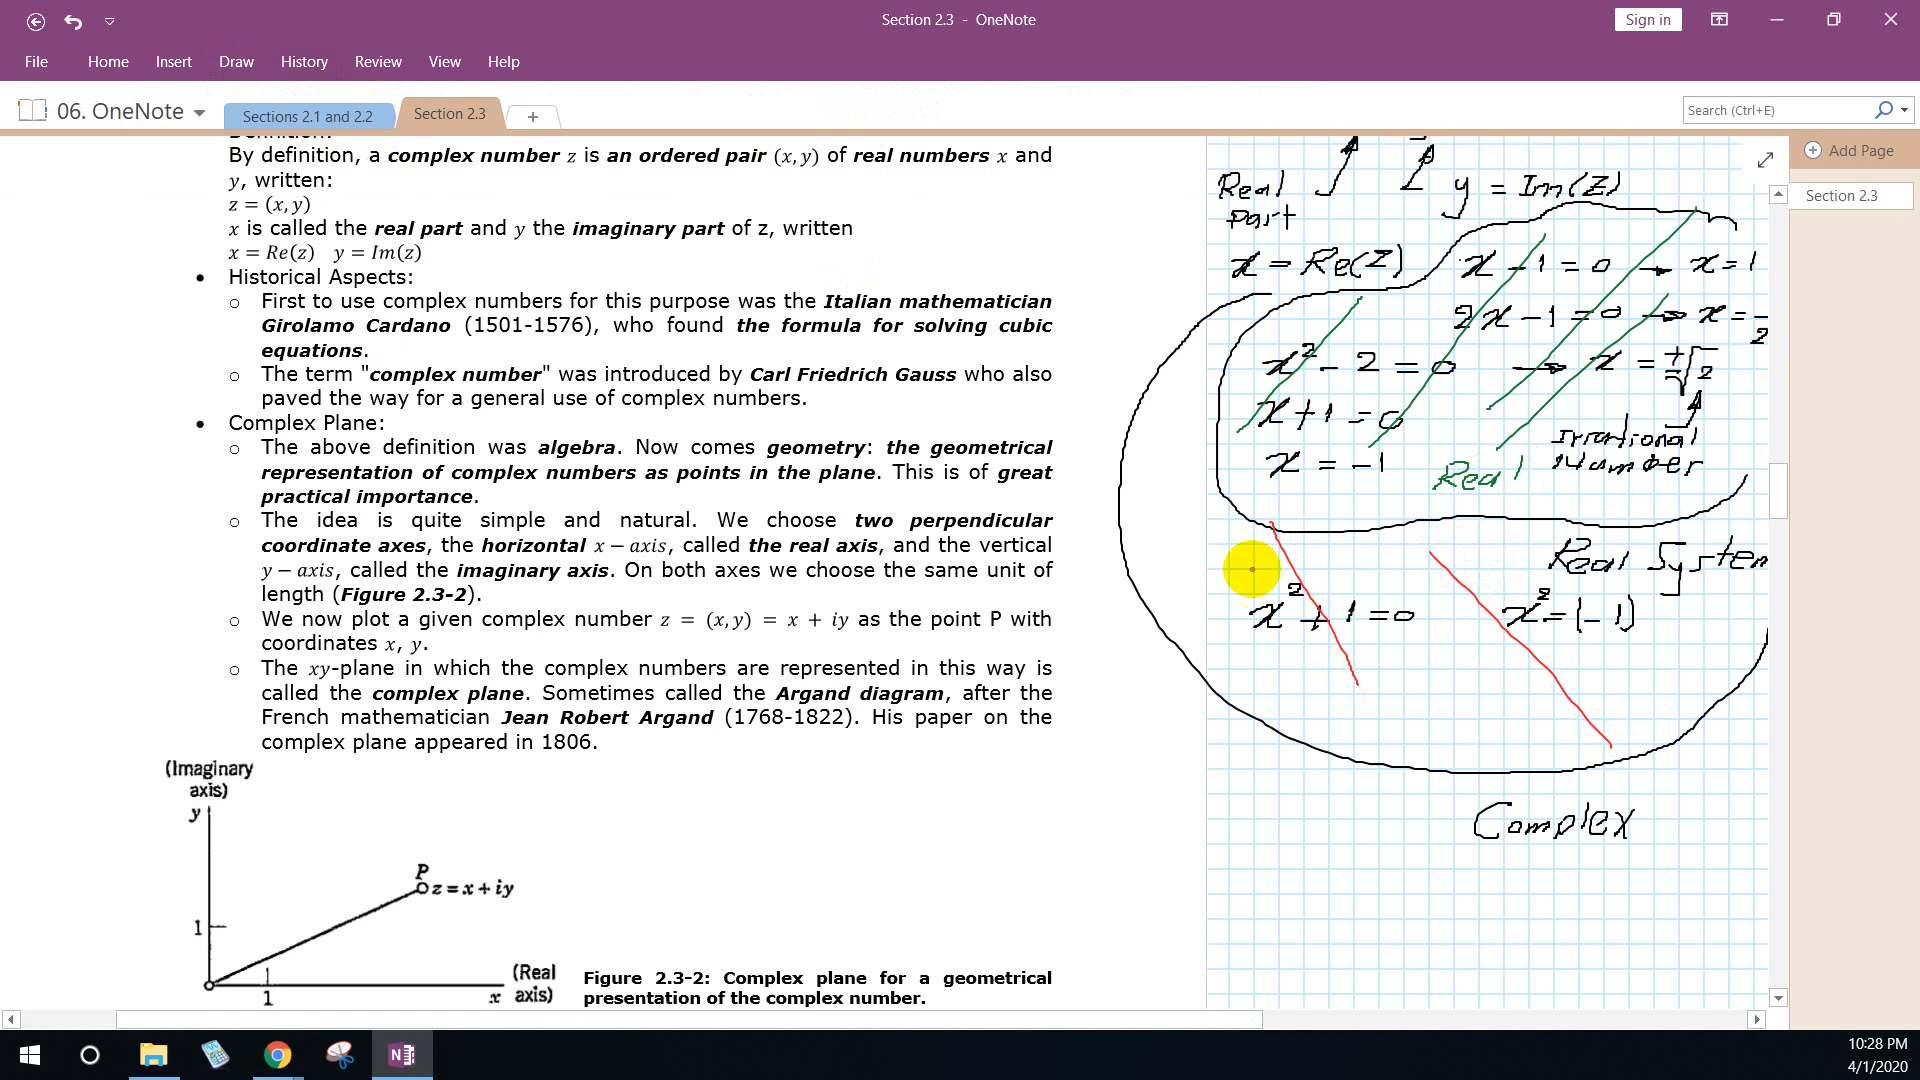 Section 2.3 - OneNote
Sign in
File Home Insert Draw History Review View Help
06. OneNote
Sections 2.1 and 2.2
Section 2.3
+
Search (Ctrl+E)
Add Page
Section 2.3
Definition:
By definition, a complex number z is an ordered pair (x, y) of real numbers x and
y, written:
z = (x, y)
x is called the real part and y the imaginary part of z, written
x = Re(z) y = Im(z)
• Historical Aspects:
o First to use complex numbers for this purpose was the Italian mathematician
Girolamo Cardano (1501-1576), who found the formula for solving cubic
equations.
o The term "complex number" was introduced by Carl Friedrich Gauss who also
paved the way for a general use of complex numbers.
• Complex Plane:
o The above definition was algebra. Now comes geometry: the geometrical
representation of complex numbers as points in the plane. This is of great
practical importance.
o The idea is quite simple and natural. We choose two perpendicular
coordinate axes, the horizontal x − axis, called the real axis, and the vertical
y − axis, called the imaginary axis. On both axes we choose the same unit of
length (Figure 2.3-2).
o We now plot a given complex number z = (x, y) = x + iy as the point P with
coordinates x, y.
o The xy-plane in which the complex numbers are represented in this way is
called the complex plane. Sometimes called the Argand diagram, after the
French mathematician Jean Robert Argand (1768-1822). His paper on the
complex plane appeared in 1806.
(Imaginary
axis)
y
P
z = x + iy
1
1
x
(Real
axis)
Figure 2.3-2: Complex plane for a geometrical
presentation of the complex number.
Real
Part
y = Im(Z)
x = Re(Z)
x - 1 = 0 → x = 1
2x - 1 = 0 → x = 
2
x² - 2 = 0 → x = ±√2
x + 1 = 0
x = -1
Irrational
Number
Real
Real System
x² + 1 = 0
x² = (-1)
Complex
10:28 PM
4/1/2020